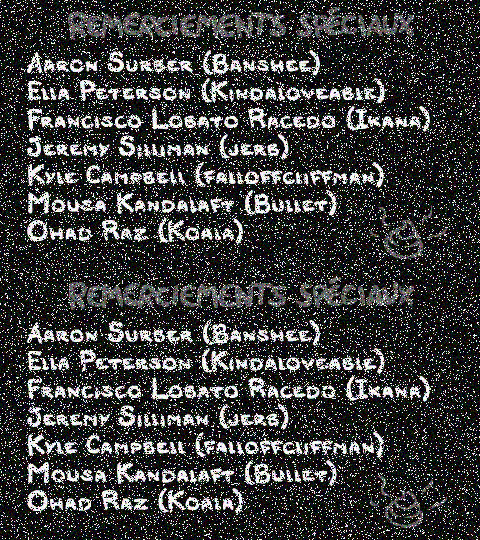 Remerciements Spéciaux
Aaron Surber (Banshee)
Ella Peterson (Kindaloveable)
Francisco Lobato Racedo (Ikana)
Jeremy Silliman (jerb)
Kyle Campbell (falloffcliffman)
Mousa Kandalaft (Bullet)
Ohad Raz (Koala)
Remerciements Spéciaux
Aaron Surber (Banshee)
Ella Peterson (Kindaloveable)
Francisco Lobato Racedo (Ikana)
Jeremy Silliman (jerb)
Kyle Campbell (falloffcliffman)
Mousa Kandalaft (Bullet)
Ohad Raz (Koala)